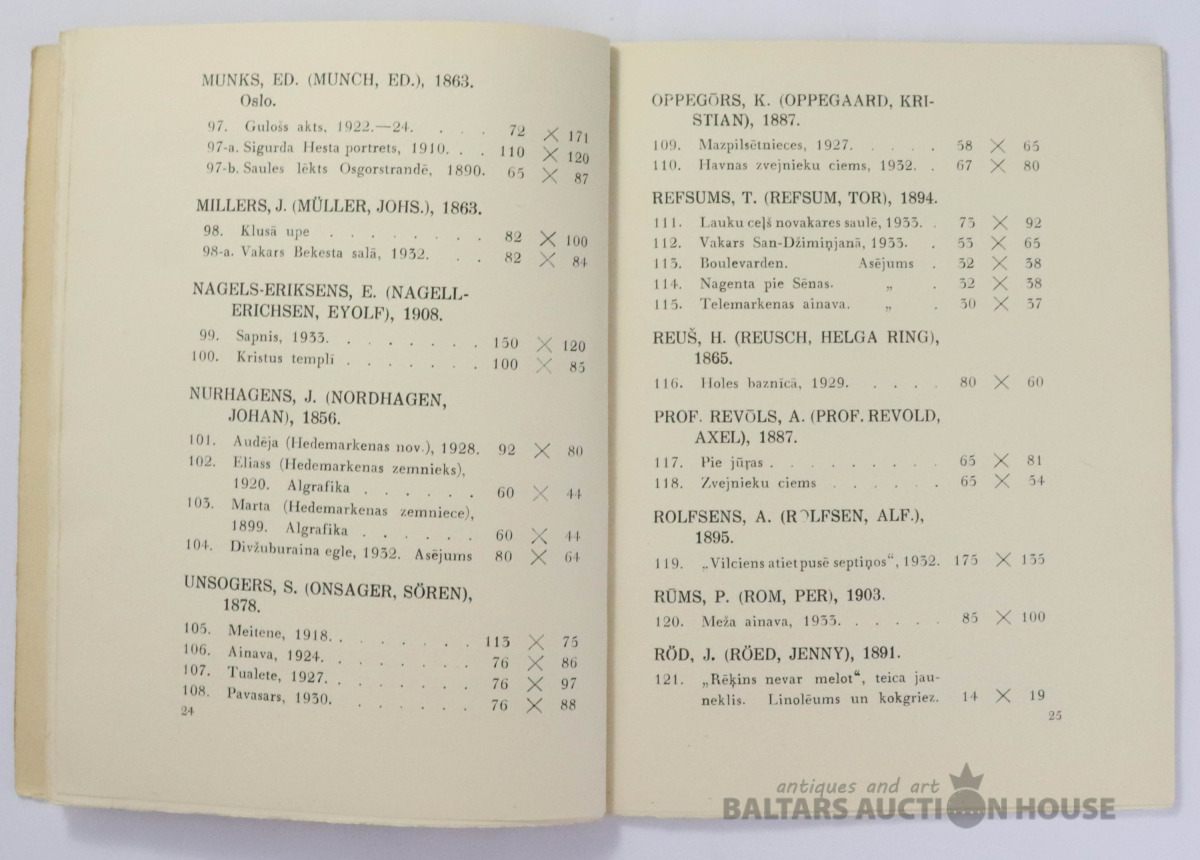 MUNKS, ED. (MUNCH, ED.), 1863.
Oslo.
97. Gulošs akts, 1922.—24. . . . 72 × 171
97-a. Sigurda Hesta portrets, 1910. . . 110 × 120
97-b. Saules lēkts Osgorstrandē, 1890. 65 × 87
MILLERS, J. (MÜLLER, JOHS.), 1863.
98. Klusā upe . . . . . . . . 82 × 100
98-a. Vakars Bekesta salā, 1932. . . 82 × 84
NAGELS-ERIKSENS, E. (NAGELL-
ERICHSEN, EYOLF), 1908.
99. Sapnis, 1933. . . . . . . . 150 × 120
100. Kristus templī . . . . . . . 100 × 85
NURHAGENS, J. (NORDHAGEN,
JOHAN), 1856.
101. Audēja (Hedemarkenas nov.), 1928. 92 × 80
102. Eliass (Hedemarkenas zemnieks),
1920. Algrafika . . . . . . 60 × 44
103. Marta (Hedemarkenas zemniece),
1899. Algrafika . . . . . . 60 × 44
104. Divžuburaina egle, 1932. Asējums 80 × 64
UNSOGERS, S. (ONSAGER, SÖREN),
1878.
105. Meitene, 1918. . . . . . . . 113 × 75
106. Ainava, 1924. . . . . . . . 76 × 86
107. Tualete, 1927. . . . . . . . 76 × 97
108. Pavasars, 1930. . . . . . . 76 × 88
24
OPPEGŌRS, K. (OPPEGAARD, KRI-
STIAN), 1887.
109. Mazpilsētnieces, 1927. . . . . 58 × 65
110. Havnas zvejnieku ciems, 1932. . 67 × 80
REFSUMS, T. (REFSUM, TOR), 1894.
111. Lauku ceļš novakares saulē, 1933. . 73 × 92
112. Vakars San-Džimiņjanā, 1933. . 53 × 65
113. Boulevarden. Asējums . 32 × 38
114. Nagenta pie Sēnas. „ . 32 × 38
115. Telemarkenas ainava. „ . 30 × 37
REUŠ, H. (REUSCH, HELGA RING),
1865.
116. Holes baznīcā, 1929. . . . . 80 × 60
PROF. REVŌLS, A. (PROF. REVOLD,
AXEL), 1887.
117. Pie jūŗas . . . . . . . . 65 × 81
118. Zvejnieku ciems . . . . . . 65 × 54
ROLFSENS, A. (ROLFSEN, ALF.),
1895.
119. „Vilciens atiet pusē septiņos“, 1932. 175 × 135
RŪMS, P. (ROM, PER), 1903.
120. Meža ainava, 1933. . . . . . 85 × 100
RÖD, J. (RÖED, JENNY), 1891.
121. „Rēķins nevar melot“, teica jau-
neklis. Linolēums un kokgriez. 14 × 19
25
antiques and art
BALTARS AUCTION HOUSE